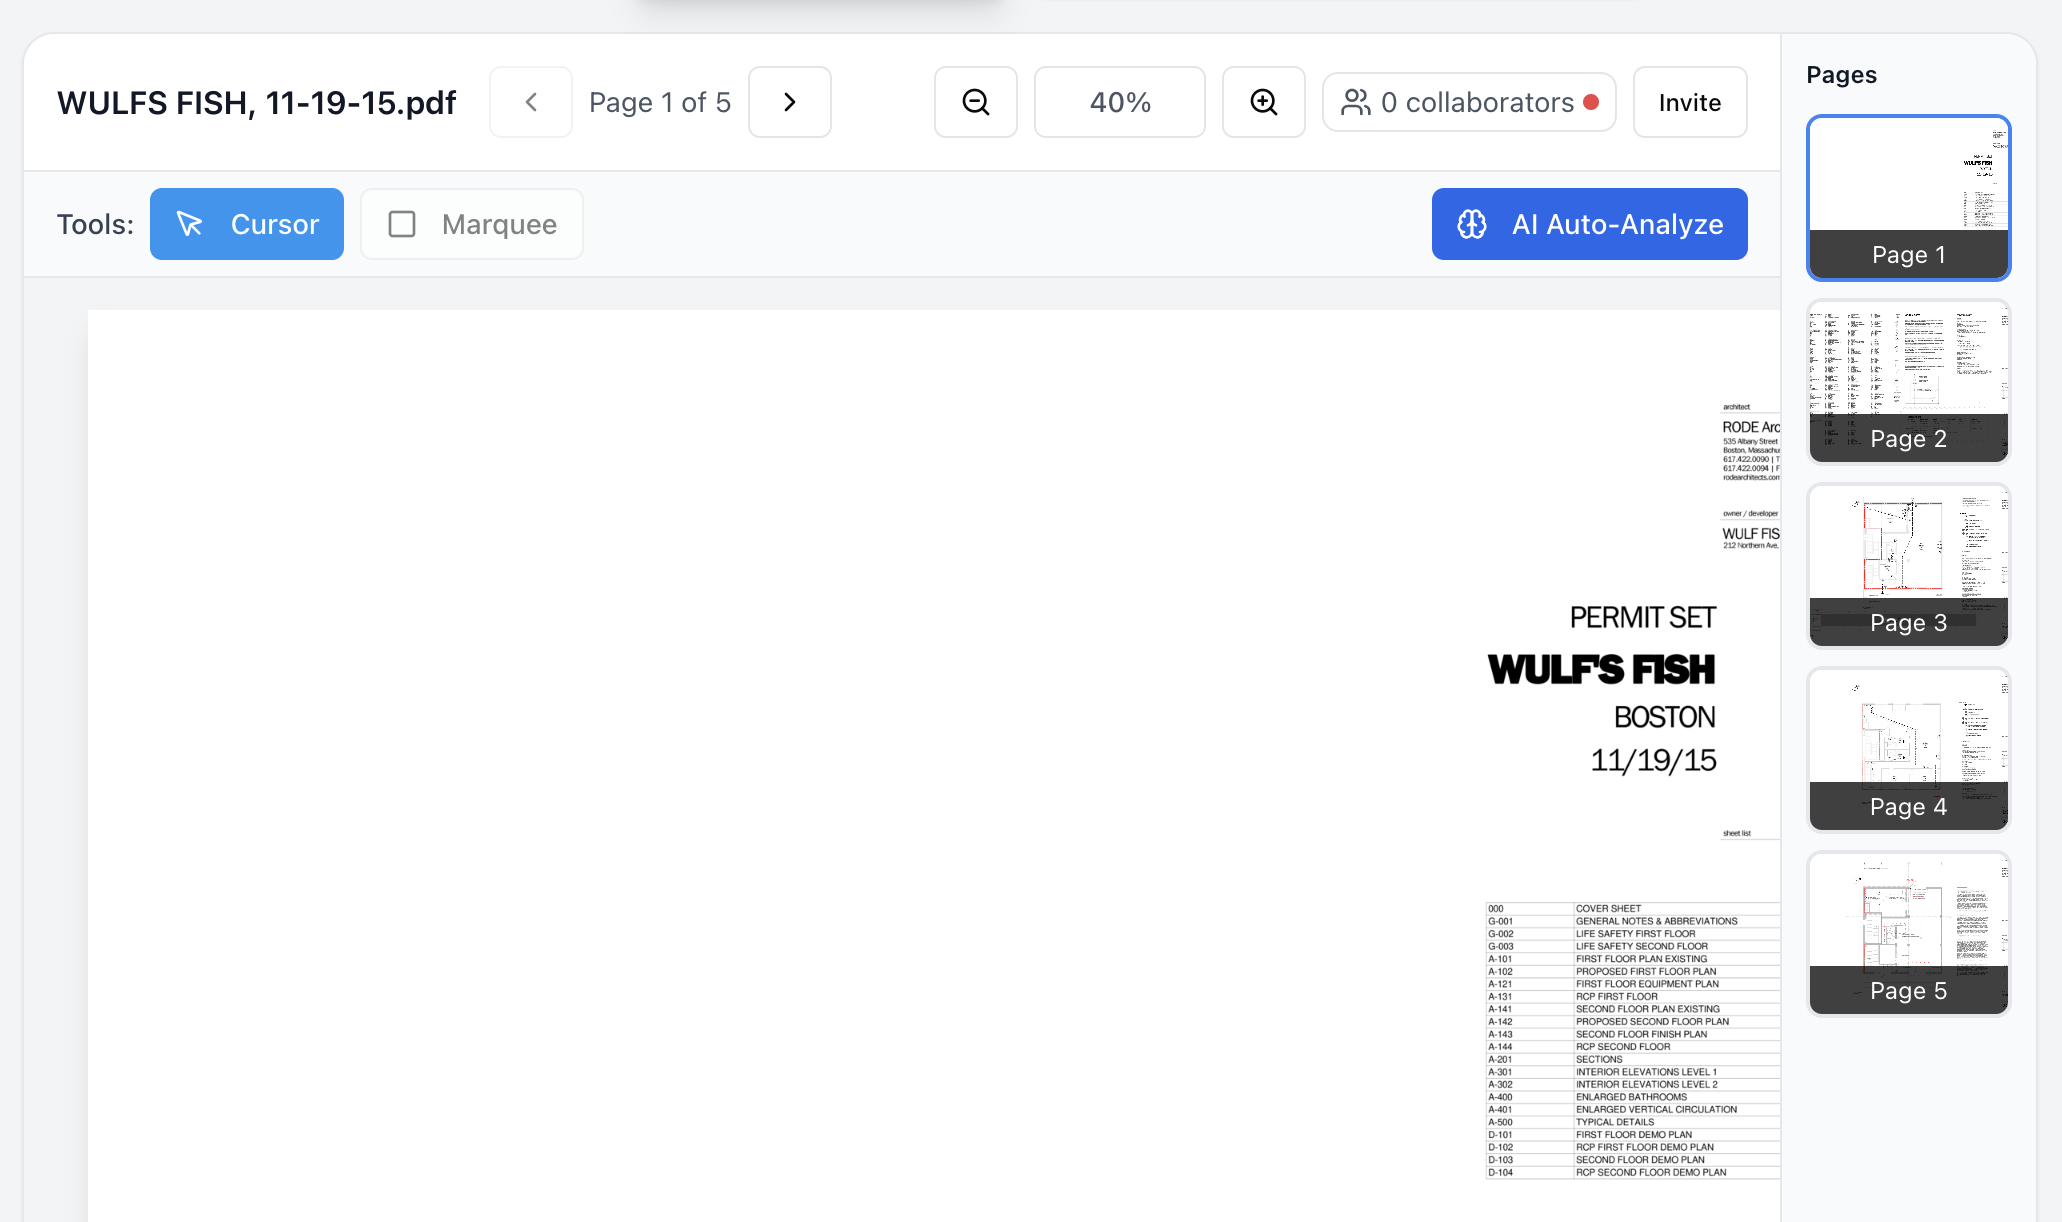 WULFS FISH, 11-19-15.pdf
Page 1 of 5
40%
0 collaborators
Invite
Tools:
Cursor
Marquee
AI Auto-Analyze
architect
RODE Arc
535 Albany Street
Boston, Massachu
617.422.0090 | T
617.422.0094 | F
rodearchitects.com
owner / developer
WULF FIS
212 Northern Ave,
PERMIT SET
WULF'S FISH
BOSTON
11/19/15
sheet list
000 COVER SHEET
G-001 GENERAL NOTES & ABBREVIATIONS
G-002 LIFE SAFETY FIRST FLOOR
G-003 LIFE SAFETY SECOND FLOOR
A-101 FIRST FLOOR PLAN EXISTING
A-102 PROPOSED FIRST FLOOR PLAN
A-121 FIRST FLOOR EQUIPMENT PLAN
A-131 RCP FIRST FLOOR
A-141 SECOND FLOOR PLAN EXISTING
A-142 PROPOSED SECOND FLOOR PLAN
A-143 SECOND FLOOR FINISH PLAN
A-144 RCP SECOND FLOOR
A-201 SECTIONS
A-301 INTERIOR ELEVATIONS LEVEL 1
A-302 INTERIOR ELEVATIONS LEVEL 2
A-400 ENLARGED BATHROOMS
A-401 ENLARGED VERTICAL CIRCULATION
A-500 TYPICAL DETAILS
D-101 FIRST FLOOR DEMO PLAN
D-102 RCP FIRST FLOOR DEMO PLAN
D-103 SECOND FLOOR DEMO PLAN
D-104 RCP SECOND FLOOR DEMO PLAN
Pages
WULF'S FISH
Page 1
Page 2
Page 3
Page 4
Page 5